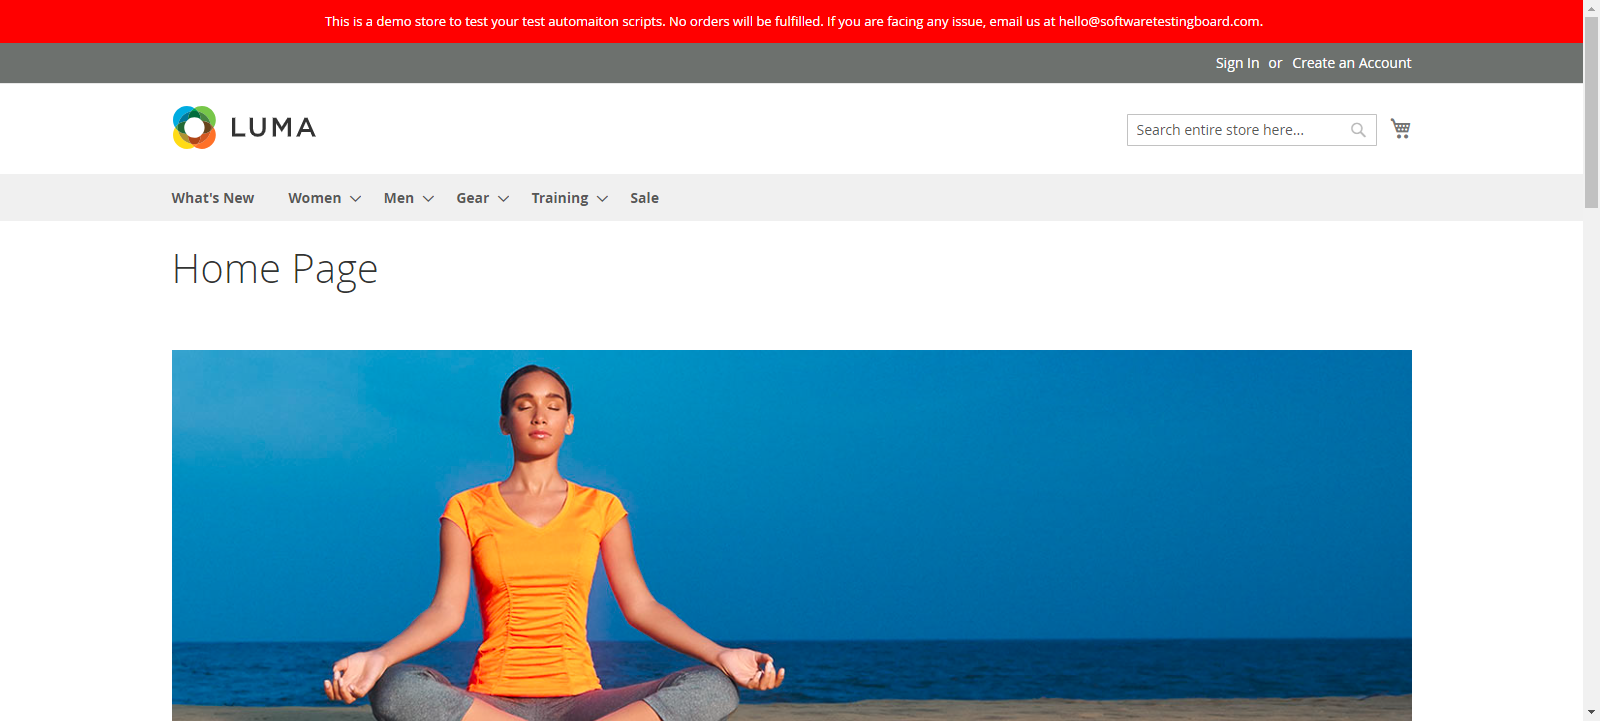 This is a demo store to test your test automaiton scripts. No orders will be fulfilled. If you are facing any issue, email us at hello@softwaretestingboard.com.
Sign In or Create an Account
LUMA
Search entire store here...
What's New Women Men Gear Training Sale
Home Page